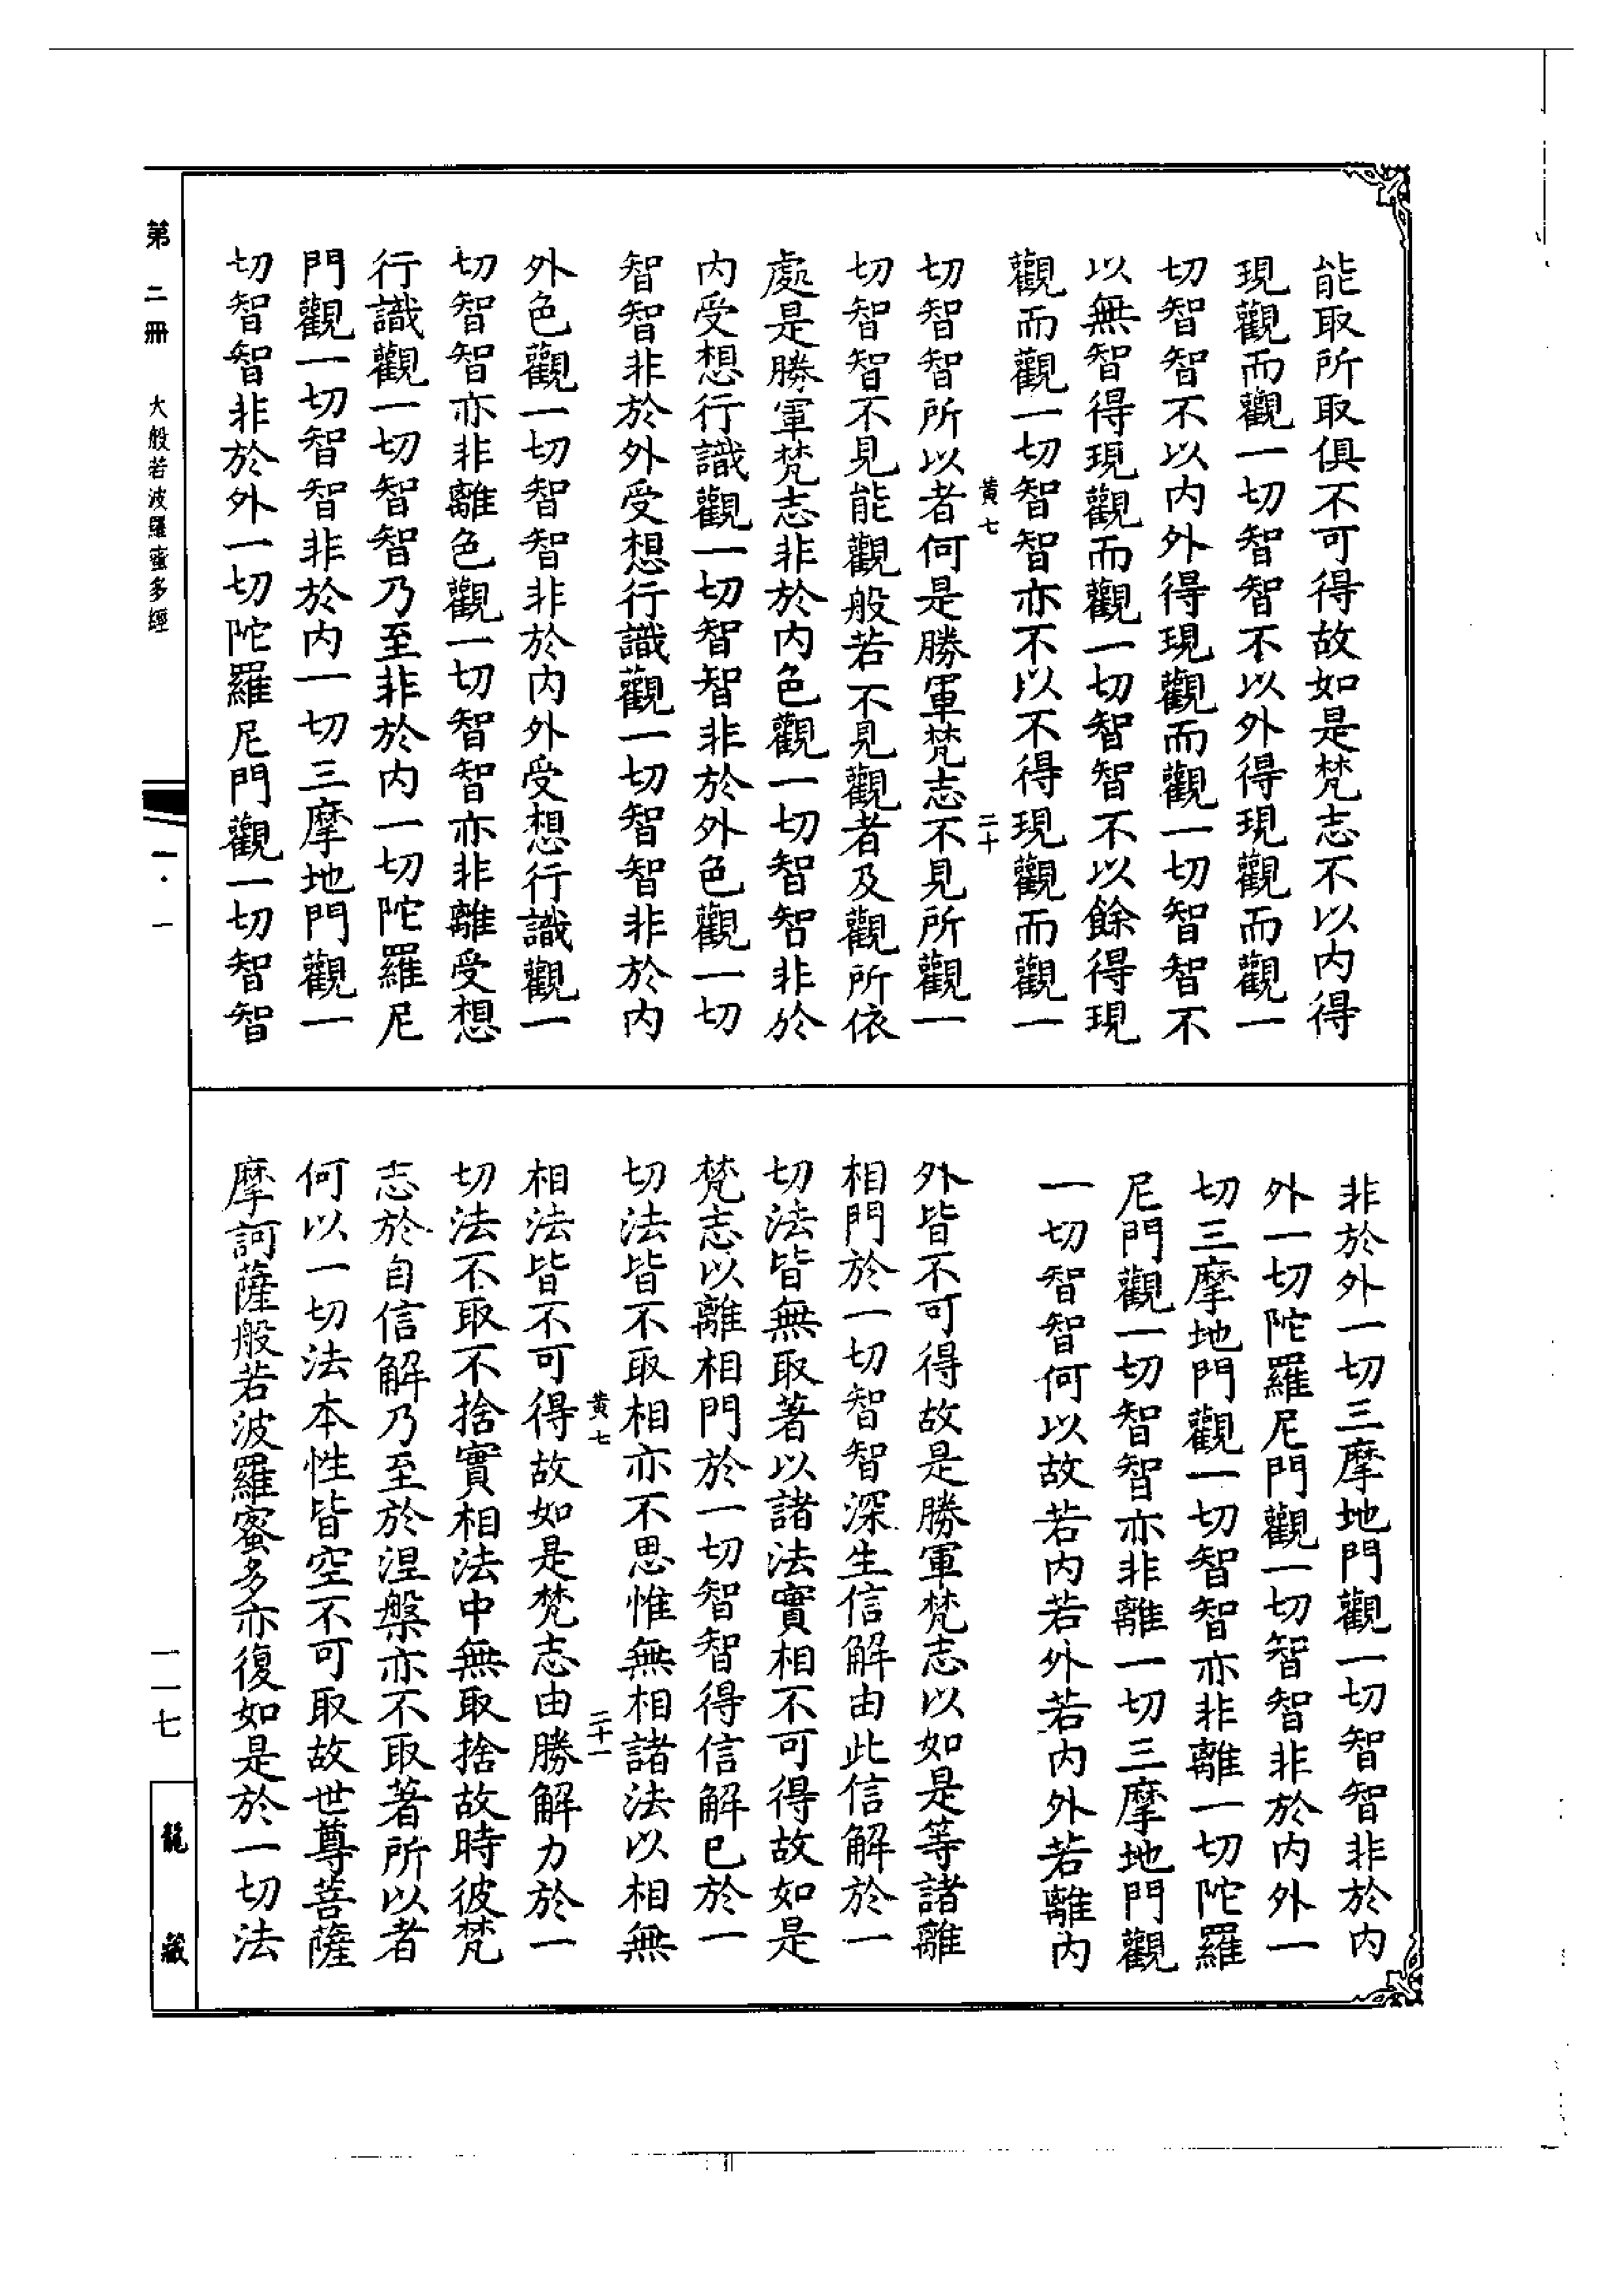 能取所取俱不可得故如是梵志不以內得
現觀而觀一切智智不以外得現觀而觀一
切智智不以內外得現觀而觀一切智智不
以無智得現觀而觀一切智智不以餘得現
觀而觀一切智智亦不以不得現觀而觀一
黃七 二十
切智智所以者何是勝軍梵志不見所觀一
切智智不見能觀般若不見觀者及觀所依
處是勝軍梵志非於內色觀一切智智非於
內受想行識觀一切智智非於外色觀一切
智智非於外受想行識觀一切智智非於內
外色觀一切智智非於內外受想行識觀一
切智智亦非離色觀一切智智亦非離受想
行識觀一切智智乃至非於內一切陀羅尼
門觀一切智智非於內一切三摩地門觀一
切智智非於外一切陀羅尼門觀一切智智
非於外一切三摩地門觀一切智智非於內
外一切陀羅尼門觀一切智智非於內外一
切三摩地門觀一切智智亦非離一切陀羅
尼門觀一切智智亦非離一切三摩地門觀
一切智智何以故若內若外若內外若離內
外皆不可得故是勝軍梵志以如是等諸離
相門於一切智智深生信解由此信解於一
切法皆無取著以諸法實相不可得故如是
梵志以離相門於一切智智得信解已於一
切法皆不取相亦不思惟無相諸法以相無
黃七 二十一
相法皆不可得故如是梵志由勝解力於一
切法不取不捨實相法中無取捨故時彼梵
志於自信解乃至於涅槃亦不取著所以者
何以一切法本性皆空不可取故世尊菩薩
摩訶薩般若波羅蜜多亦復如是於一切法
第二冊 大般若波羅蜜多經 一·一 一一七 龍藏